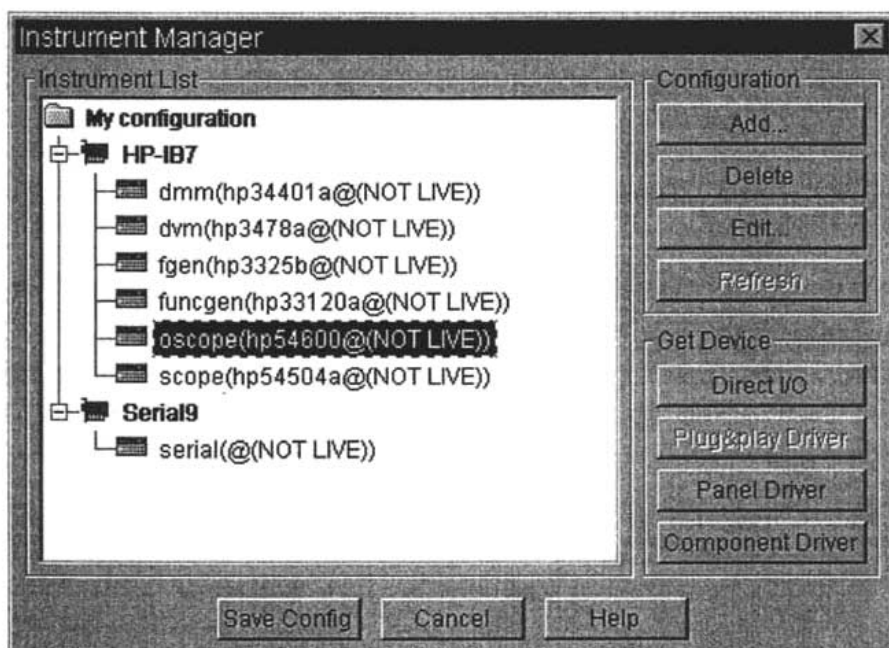 Instrument Manager
Instrument List
My configuration
HP-IB7
dmm(hp34401a@(NOT LIVE))
dvm(hp3478a@(NOT LIVE))
fgen(hp3325b@(NOT LIVE))
funcgen(hp33120a@(NOT LIVE))
oscope(hp54600@(NOT LIVE))
scope(hp54504a@(NOT LIVE))
Serial9
serial(@(NOT LIVE))
Configuration
Add...
Delete
Edit...
Refresh
Get Device
Direct I/O
Plug&play Driver
Panel Driver
Component Driver
Save Config
Cancel
Help